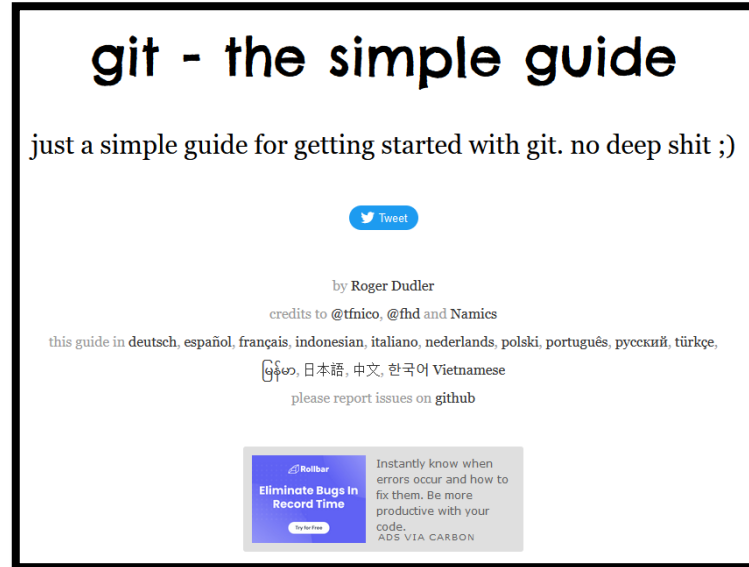 git - the simple guide
just a simple guide for getting started with git. no deep shit ;)
Tweet
by Roger Dudler
credits to @tfnico, @fhd and Namics
this guide in deutsch, español, français, indonesian, italiano, nederlands, polski, português, русский, türkçe,
မြန်မာ, 日本語, 中文, 한국어 Vietnamese
please report issues on github
Rollbar
Eliminate Bugs In
Record Time
Try for Free
Instantly know when
errors occur and how to
fix them. Be more
productive with your
code.
ADS VIA CARBON